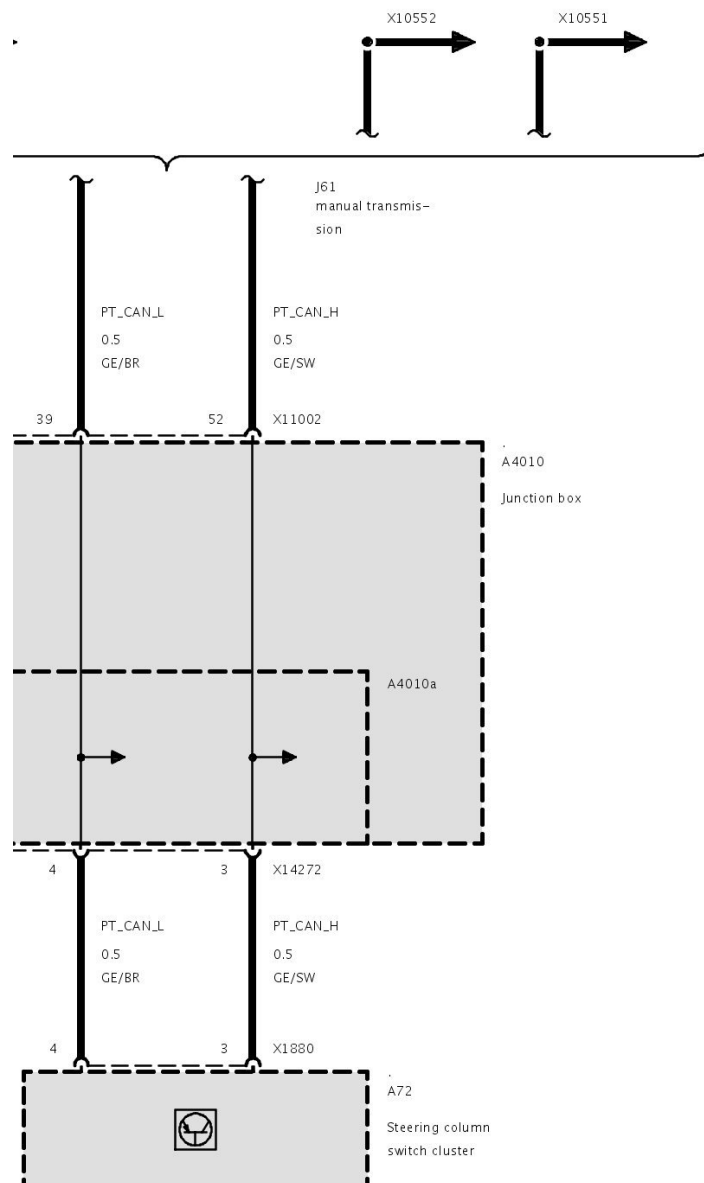 X10552
X10551
J61
manual transmis–
sion
PT_CAN_L
0.5
GE/BR
PT_CAN_H
0.5
GE/SW
39
52
X11002
.
A4010
Junction box
A4010a
4
3
X14272
PT_CAN_L
0.5
GE/BR
PT_CAN_H
0.5
GE/SW
4
3
X1880
.
A72
Steering column
switch cluster